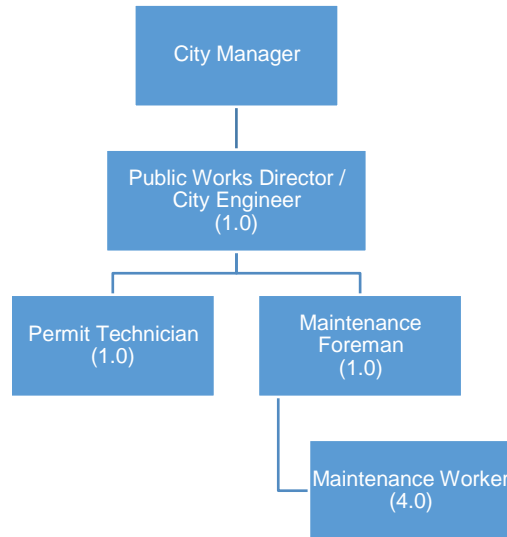 City Manager
Public Works Director /
City Engineer
(1.0)
Permit Technician
(1.0)
Maintenance
Foreman
(1.0)
Maintenance Worker
(4.0)